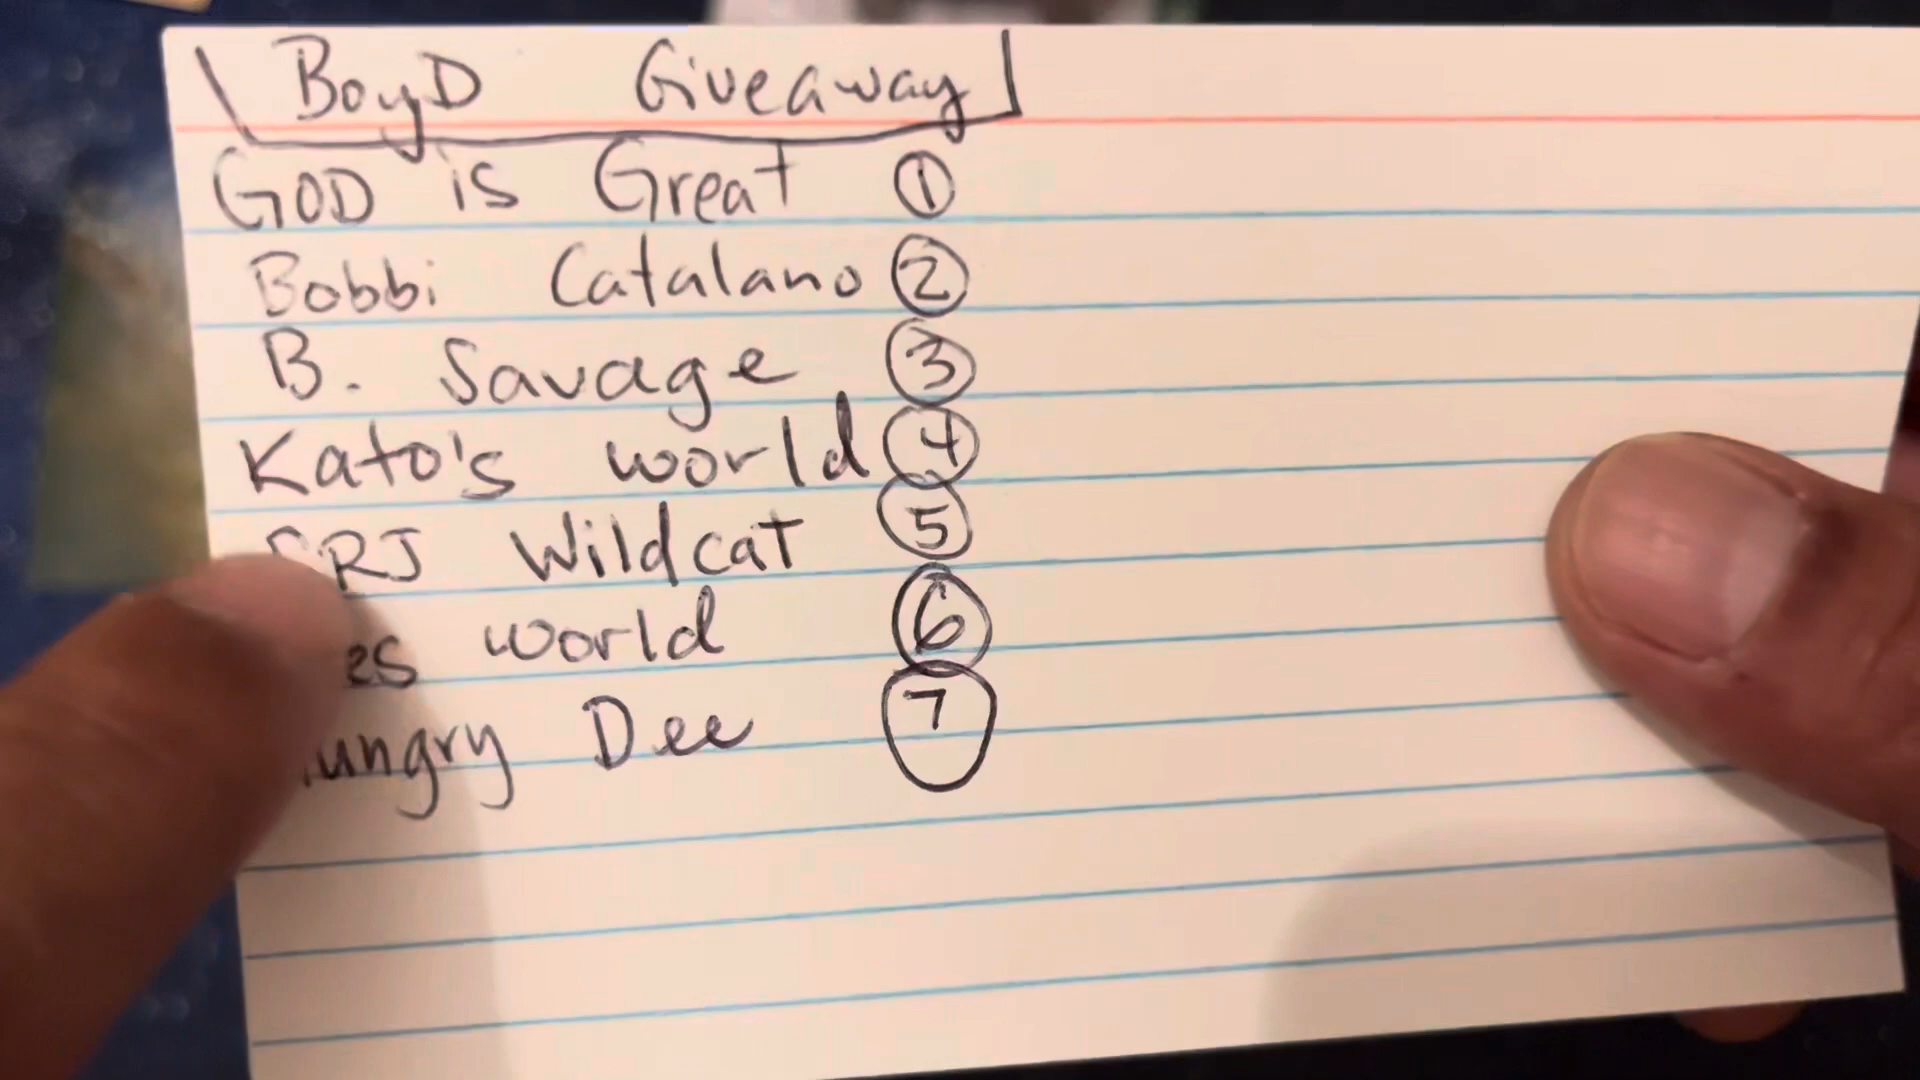 BoyD Giveaway
GOD is Great 1
Bobbi Catalano 2
B. Savage 3
Kato's world 4
Wildcat 5
world 6
Dee 7